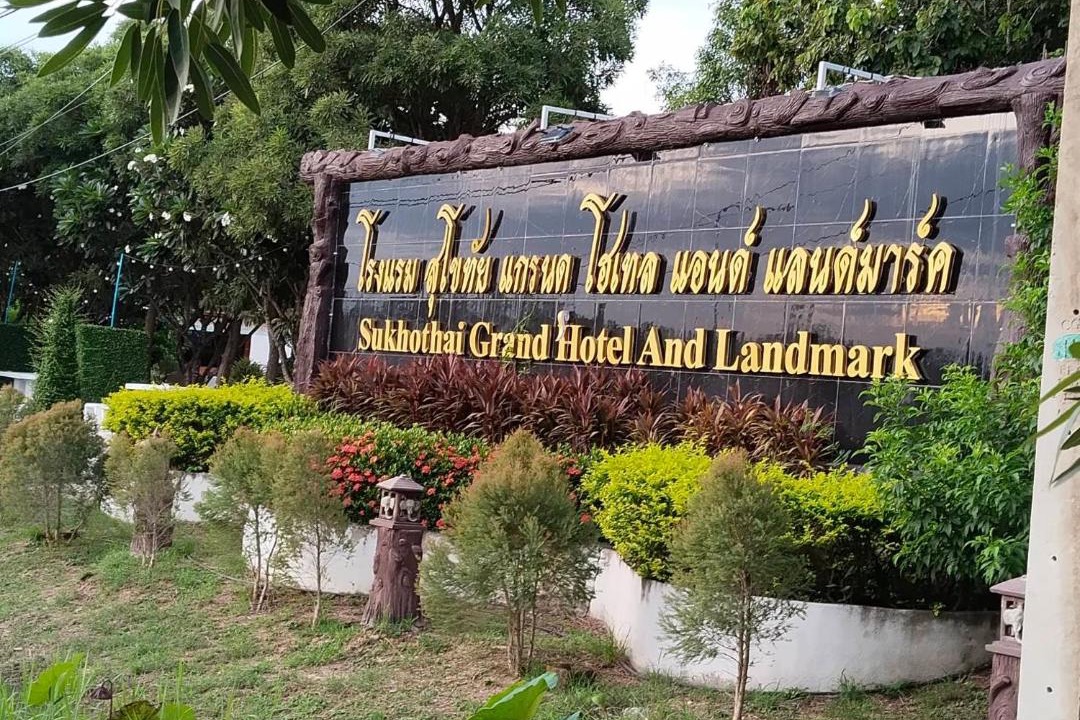 โรงแรม สุโขทัย แกรนด โฮเทล แอนด์ แลนด์มาร์ค
Sukhothai Grand Hotel And Landmark